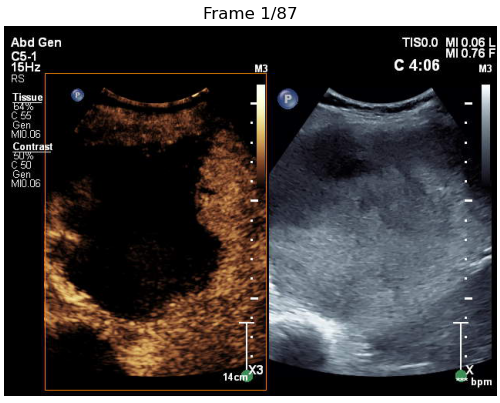 Frame 1/87
Abd Gen
C5-1
15Hz
RS
Tissue
64%
C 55
Gen
MI0.06
Contrast
50%
C 50
Gen
MI0.06
M3
P
14cm
X3
TIS0.0 MI 0.06 L
MI 0.76 F
C 4:06
M3
P
X
*** bpm